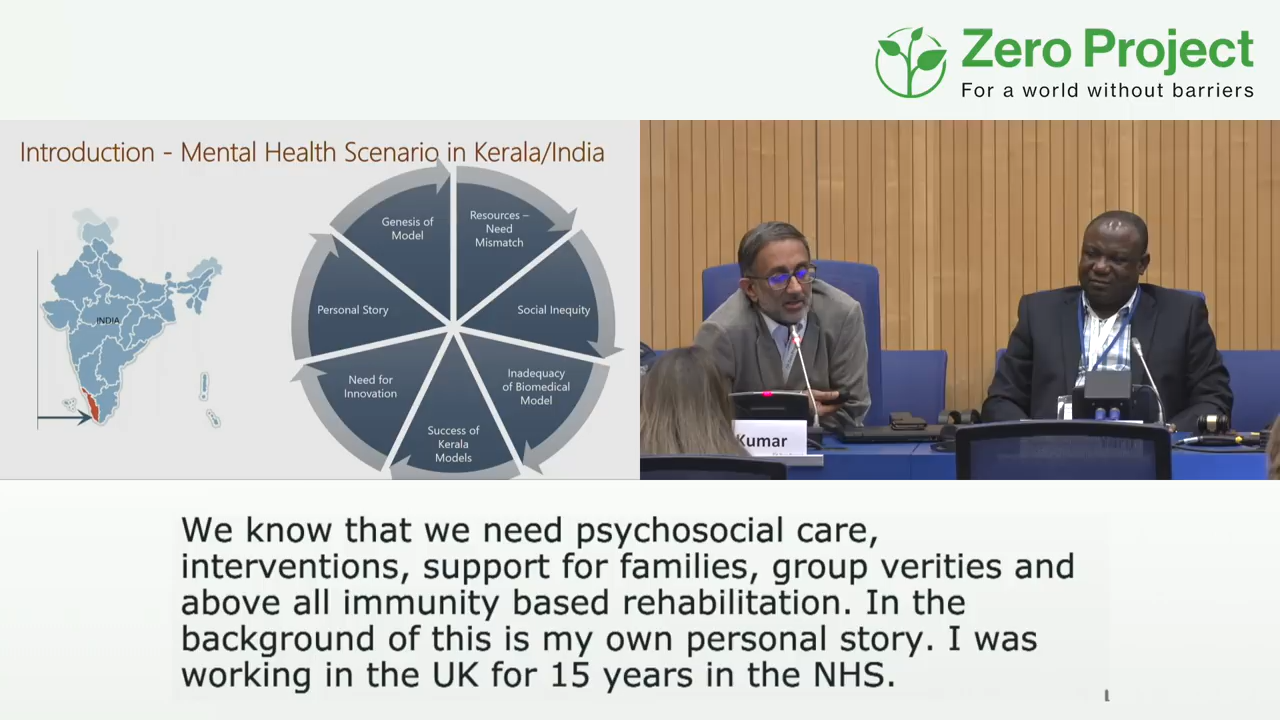 Zero Project
For a world without barriers
Introduction - Mental Health Scenario in Kerala/India
INDIA
Genesis of
Model
Resources –
Need
Mismatch
Social Inequity
Inadequacy
of Biomedical
Model
Success of
Kerala
Models
Need for
Innovation
Personal Story
Kumar
We know that we need psychosocial care,
interventions, support for families, group verities and
above all immunity based rehabilitation. In the
background of this is my own personal story. I was
working in the UK for 15 years in the NHS.